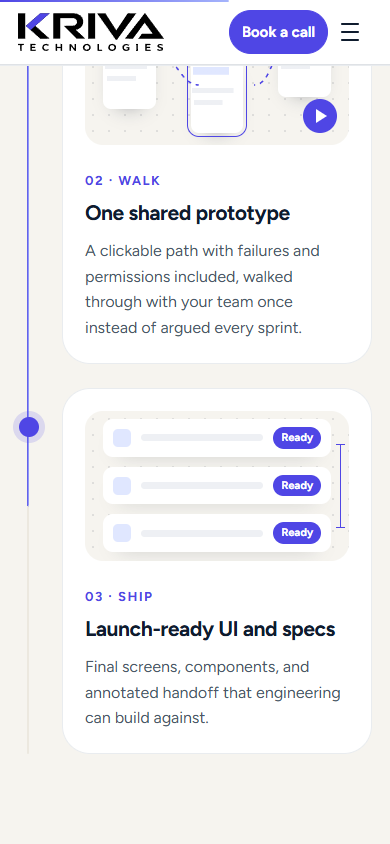 KRIVA
TECHNOLOGIES
Book a call
02 · WALK
One shared prototype
A clickable path with failures and
permissions included, walked
through with your team once
instead of argued every sprint.
Ready
Ready
Ready
03 · SHIP
Launch-ready UI and specs
Final screens, components, and
annotated handoff that engineering
can build against.